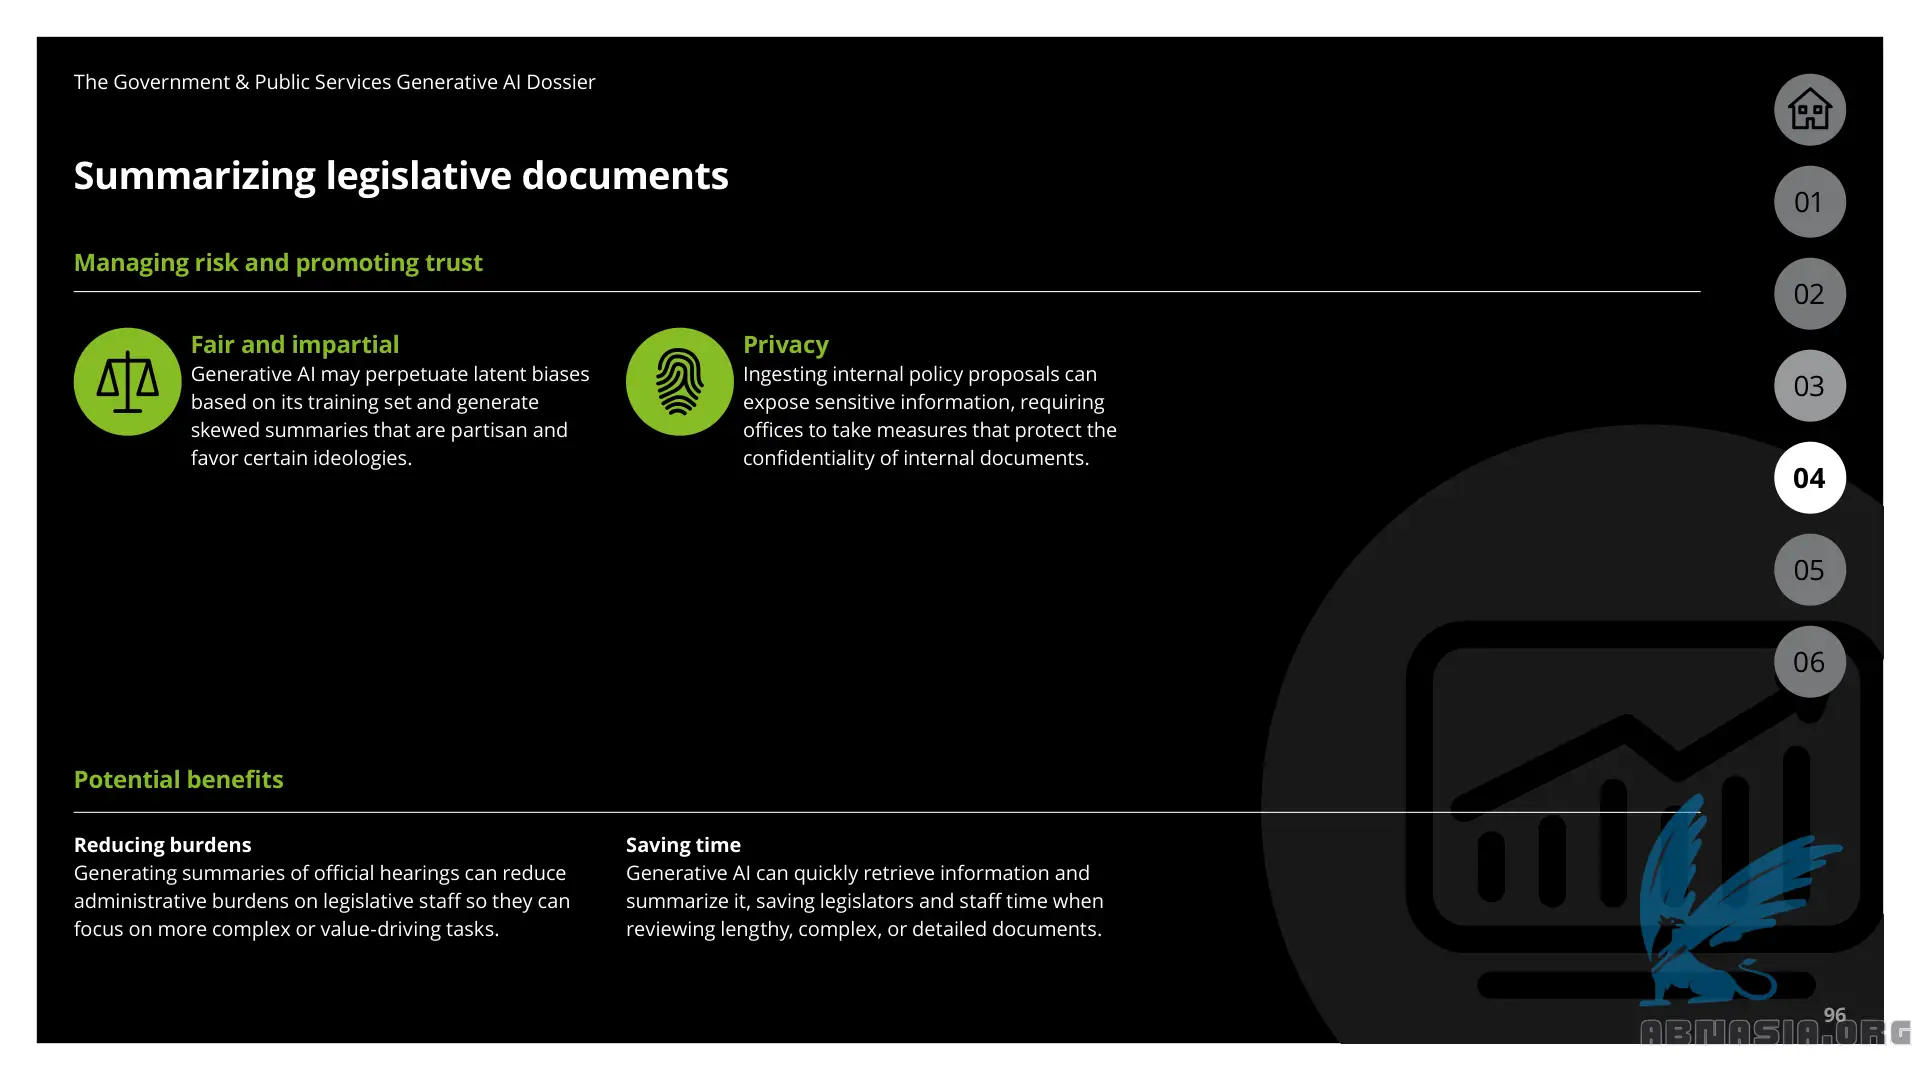 The Government & Public Services Generative AI Dossier
Summarizing legislative documents
Managing risk and promoting trust
Fair and impartial
Generative AI may perpetuate latent biases
based on its training set and generate
skewed summaries that are partisan and
favor certain ideologies.
Privacy
Ingesting internal policy proposals can
expose sensitive information, requiring
offices to take measures that protect the
confidentiality of internal documents.
Potential benefits
Reducing burdens
Generating summaries of official hearings can reduce
administrative burdens on legislative staff so they can
focus on more complex or value-driving tasks.
Saving time
Generative AI can quickly retrieve information and
summarize it, saving legislators and staff time when
reviewing lengthy, complex, or detailed documents.
01
02
03
04
05
06
96
ABNASIA.ORG